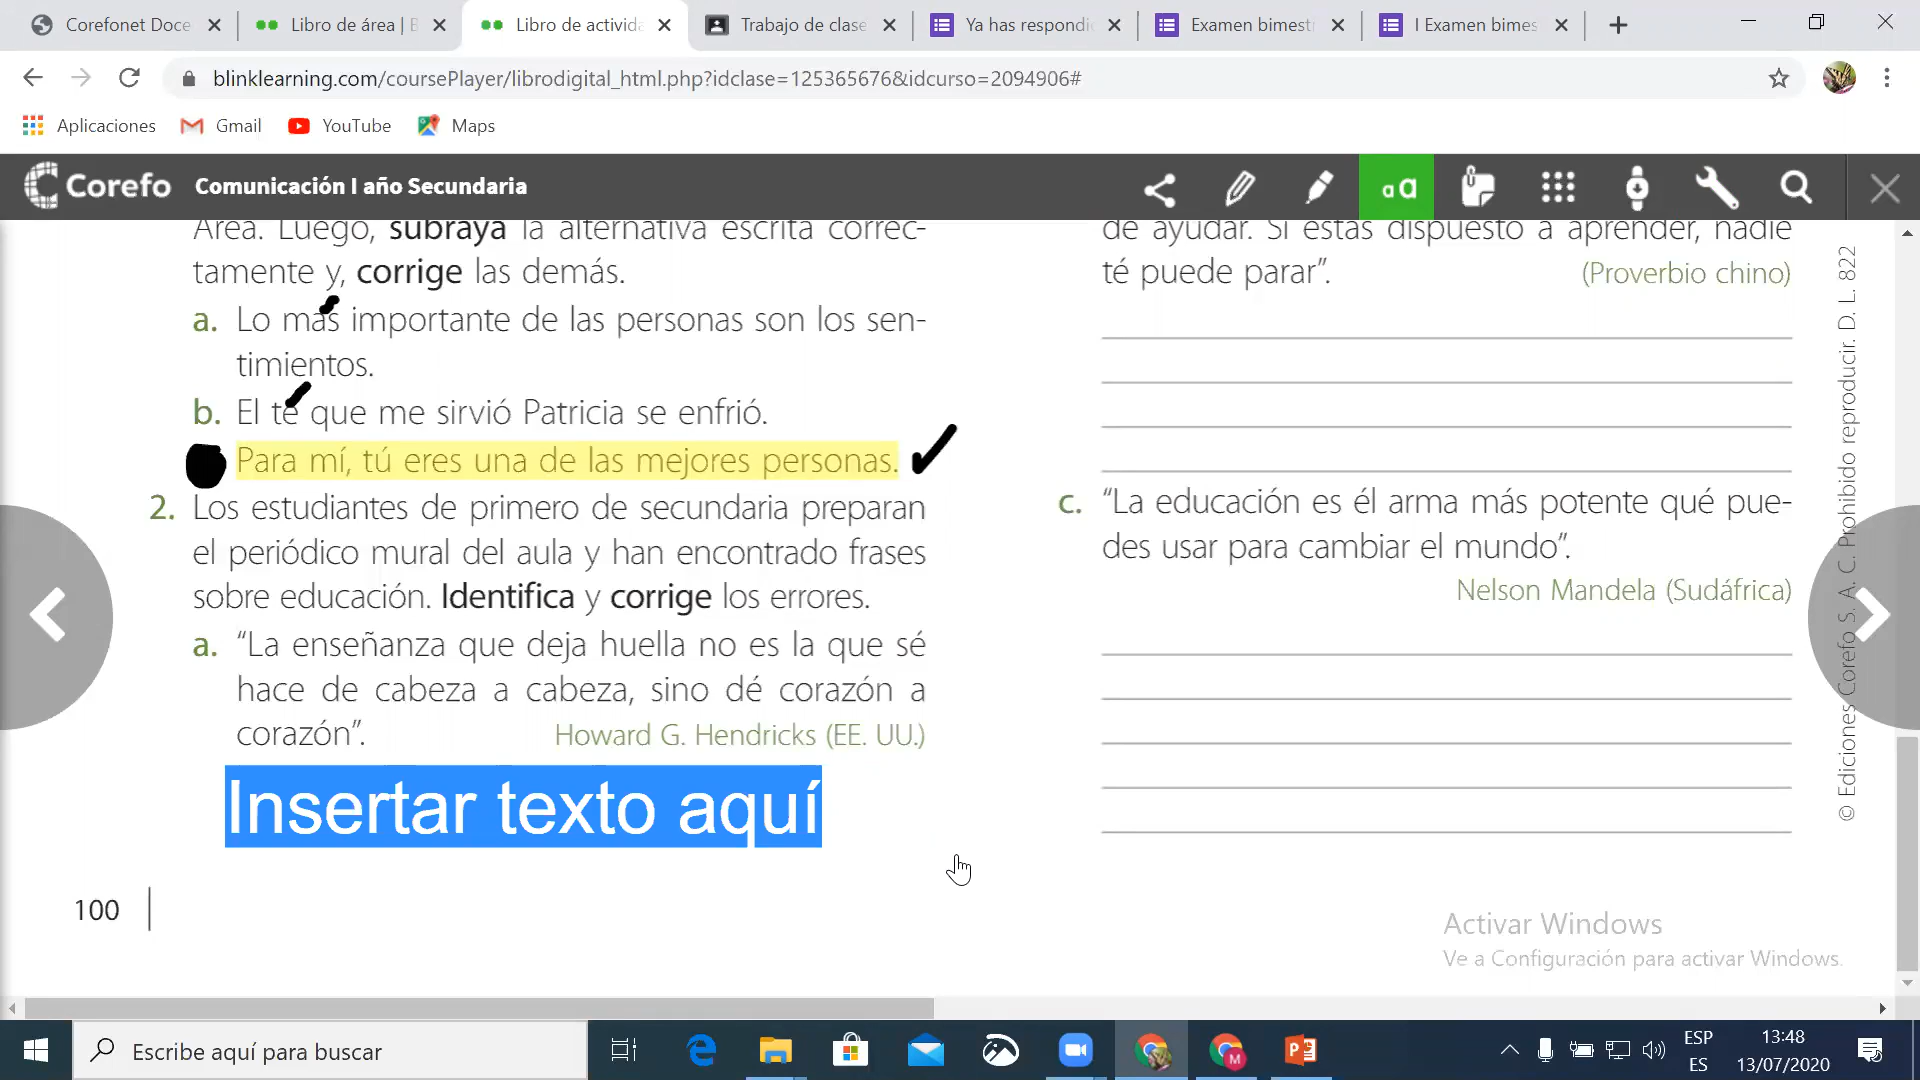 Corefonet Doce
Libro de área | B
Libro de activida
Trabajo de clase
Ya has respondi
Examen bimestr
I Examen bimes
blinklearning.com/coursePlayer/librodigital_html.php?idclase=125365676&idcurso=2094906#
Aplicaciones
Gmail
YouTube
Maps
Corefo
Comunicación I año Secundaria
a a
Área. Luego, subraya la alternativa escrita correc-
tamente y, corrige las demás.
a. Lo mas importante de las personas son los sen-
timientos.
b. El te que me sirvió Patricia se enfrió.
Para mí, tú eres una de las mejores personas.
2. Los estudiantes de primero de secundaria preparan
el periódico mural del aula y han encontrado frases
sobre educación. Identifica y corrige los errores.
a. “La enseñanza que deja huella no es la que sé
hace de cabeza a cabeza, sino dé corazón a
corazón”. Howard G. Hendricks (EE. UU.)
Insertar texto aquí
100
de ayudar. Si estás dispuesto a aprender, nadie
té puede parar”. (Proverbio chino)
c. “La educación es él arma más potente qué pue-
des usar para cambiar el mundo”.
Nelson Mandela (Sudáfrica)
© Ediciones Corefo S. A. C. Prohibido reproducir. D. L. 822
Activar Windows
Ve a Configuración para activar Windows.
Escribe aquí para buscar
M
ESP
ES
13:48
13/07/2020